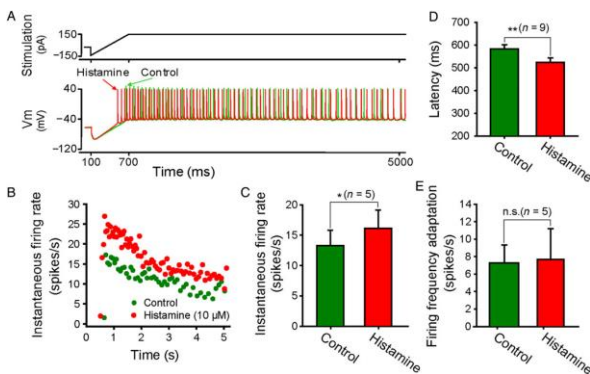 A
Stimulation
(pA)
150
−150
Histamine
Control
Vm
(mV)
40
−40
−120
100
700
5000
Time (ms)
B
Instantaneous firing rate
(spikes/s)
30
25
20
15
10
5
0
0
1
2
3
4
5
Control
Histamine (10 µM)
Time (s)
C
Instantaneous firing rate
(spikes/s)
20
15
10
5
0
*(n = 5)
Control
Histamine
D
Latency
(ms)
700
600
500
400
300
200
**(n = 9)
Control
Histamine
E
Firing frequency adaptation
(spikes/s)
14
12
10
8
6
4
2
0
n.s.(n = 5)
Control
Histamine